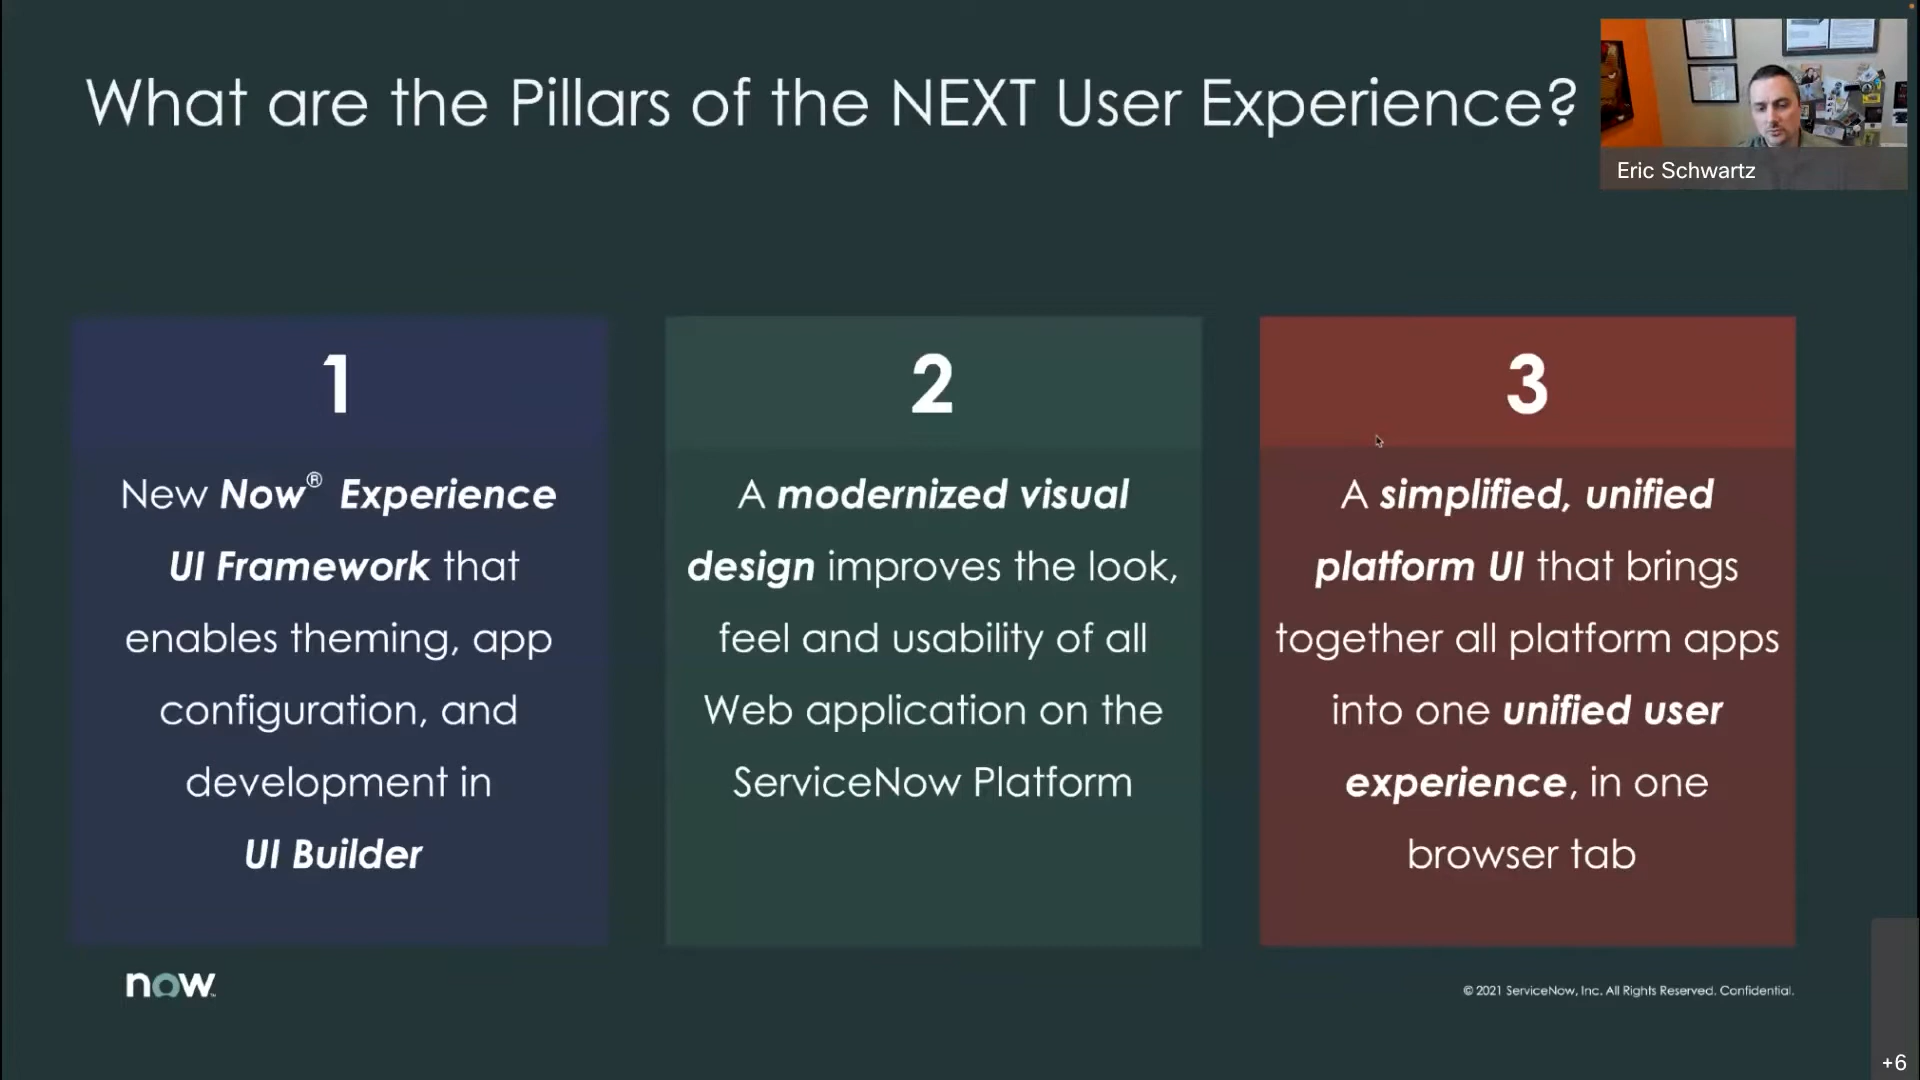 What are the Pillars of the NEXT User Experience?
Eric Schwartz
1
New Now® Experience
UI Framework that
enables theming, app
configuration, and
development in
UI Builder
2
A modernized visual
design improves the look,
feel and usability of all
Web application on the
ServiceNow Platform
3
A simplified, unified
platform UI that brings
together all platform apps
into one unified user
experience, in one
browser tab
now
© 2021 ServiceNow, Inc. All Rights Reserved. Confidential.
+6